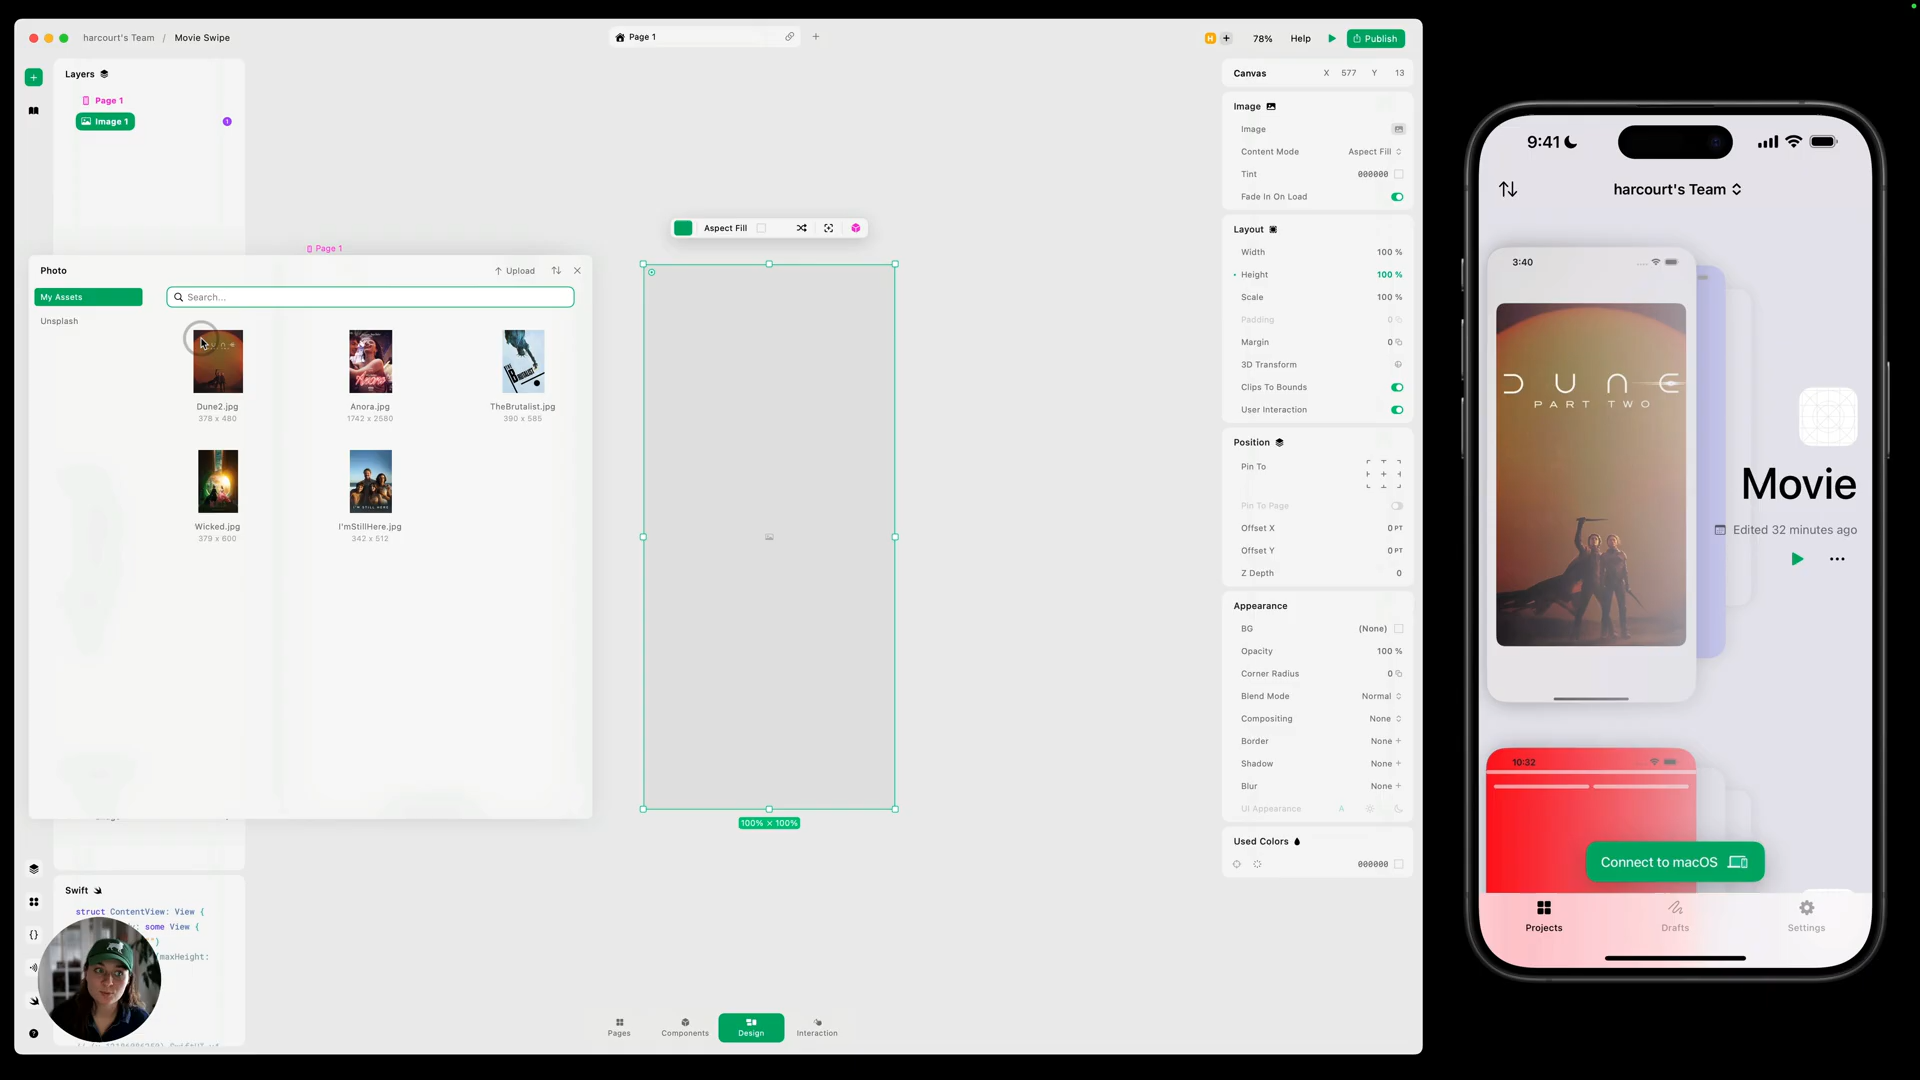 harcourt's Team / Movie Swipe
Page 1
78%
Help
Publish
Layers
Page 1
Image 1
1
Page 1
Photo
Upload
My Assets
Search...
Unsplash
DUNE
Dune2.jpg
378 x 480
Anora.jpg
1742 x 2580
TheBrutalist.jpg
390 x 585
Wicked.jpg
379 x 600
I'mStillHere.jpg
342 x 512
Aspect Fill
100% × 100%
Swift
struct ContentView: View {
some View {
(maxHeight:
Pages
Components
Design
Interaction
Canvas X 577 Y 13
Image
Image
Content Mode Aspect Fill
Tint 000000
Fade In On Load
Layout
Width 100 %
Height 100 %
Scale 100 %
Padding 0
Margin 0
3D Transform
Clips To Bounds
User Interaction
Position
Pin To
Pin To Page
Offset X 0 PT
Offset Y 0 PT
Z Depth 0
Appearance
BG (None)
Opacity 100 %
Corner Radius 0
Blend Mode Normal
Compositing None
Border None +
Shadow None +
Blur None +
UI Appearance A
Used Colors
000000
9:41
harcourt's Team
3:40
DUNE
PART TWO
Movie
Edited 32 minutes ago
10:32
Connect to macOS
Projects
Drafts
Settings